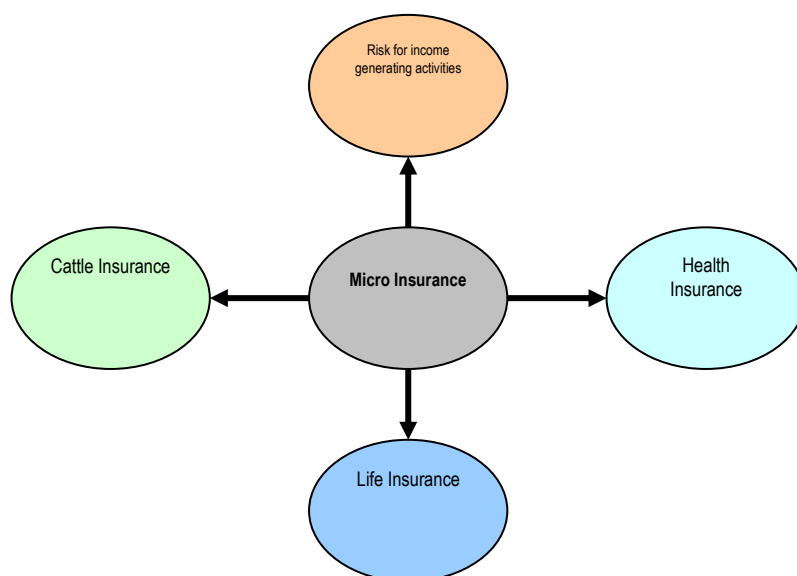 Risk for income
generating activities
Cattle Insurance
Micro Insurance
Health
Insurance
Life Insurance